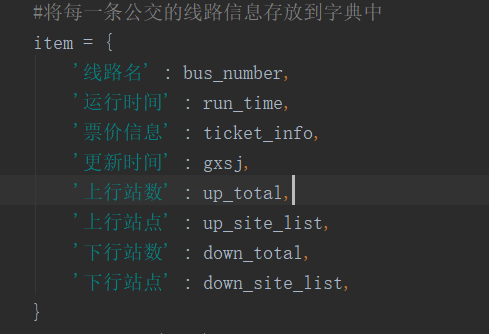 #将每一条公交的线路信息存放到字典中
item = {
'线路名' : bus_number,
'运行时间' : run_time,
'票价信息' : ticket_info,
'更新时间' : gxsj,
'上行站数' : up_total,
'上行站点' : up_site_list,
'下行站数' : down_total,
'下行站点' : down_site_list,
}